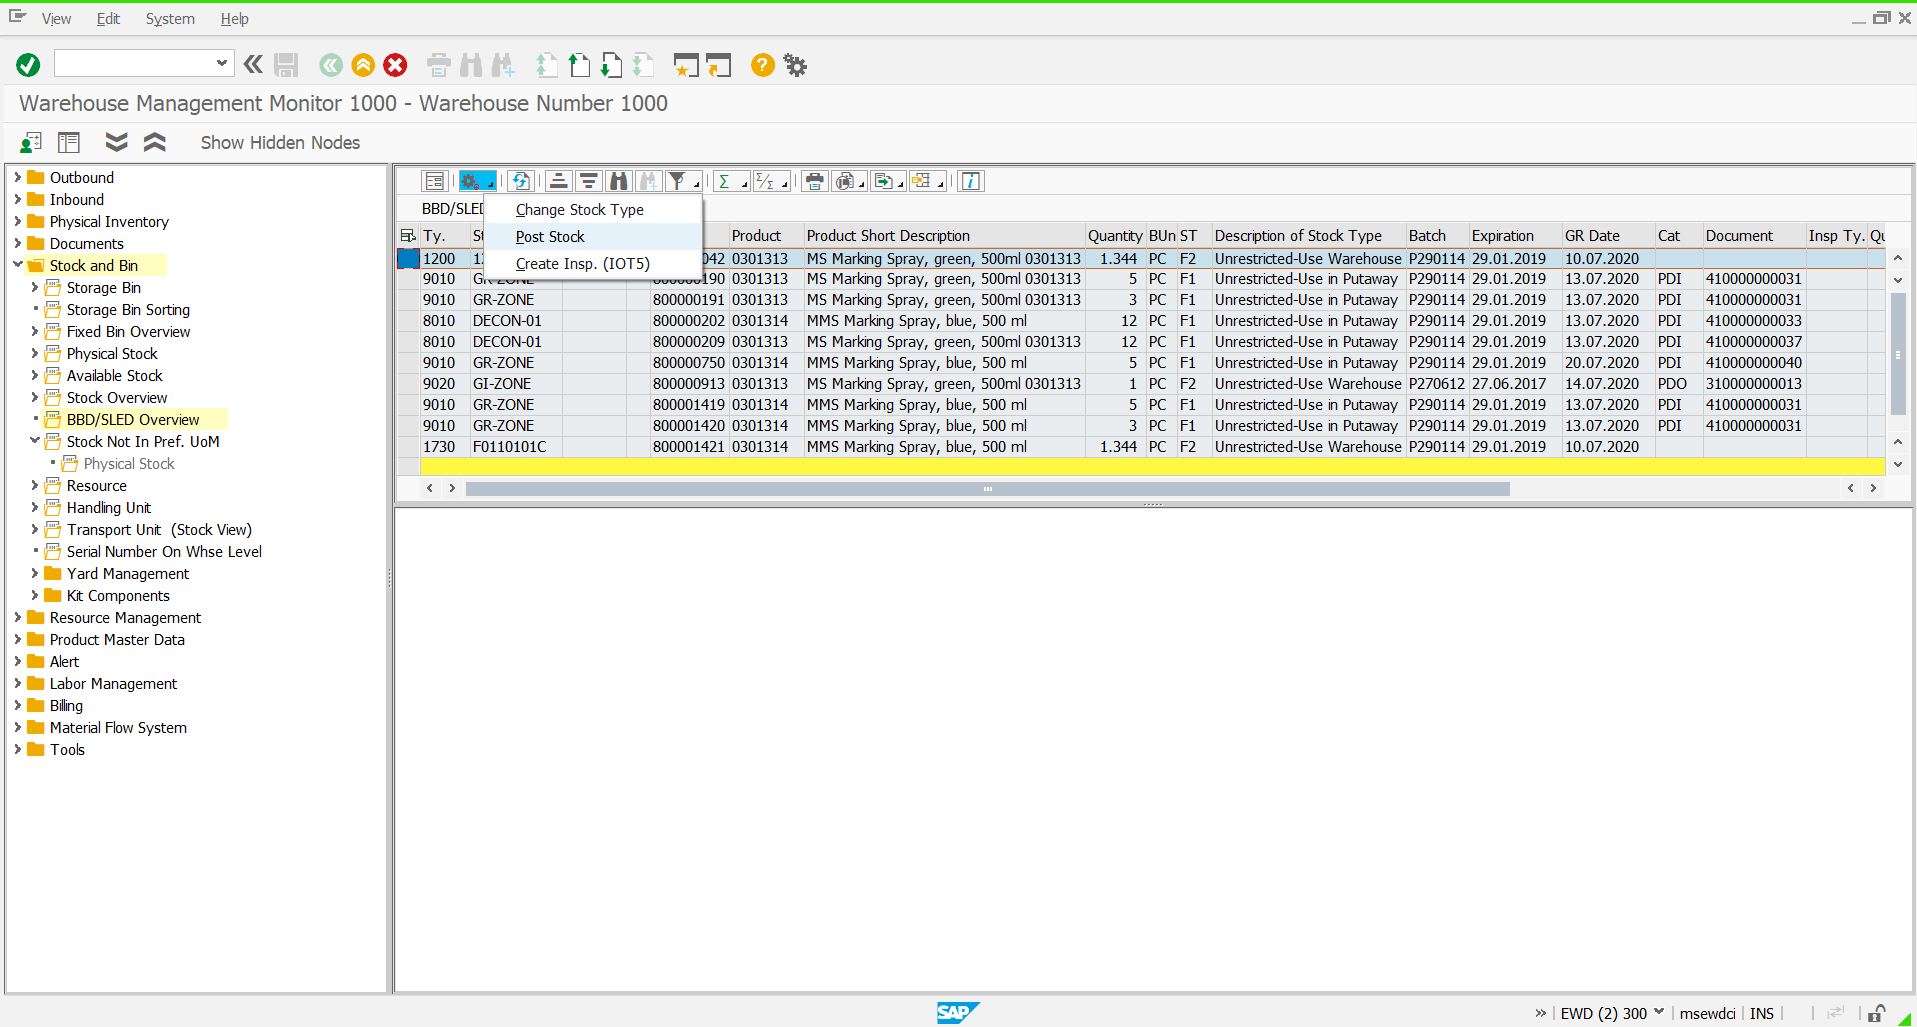 View Edit System Help
Warehouse Management Monitor 1000 - Warehouse Number 1000
Show Hidden Nodes
Outbound
Inbound
Physical Inventory
Documents
Stock and Bin
Storage Bin
Storage Bin Sorting
Fixed Bin Overview
Physical Stock
Available Stock
Stock Overview
BBD/SLED Overview
Stock Not In Pref. UoM
Physical Stock
Resource
Handling Unit
Transport Unit (Stock View)
Serial Number On Whse Level
Yard Management
Kit Components
Resource Management
Product Master Data
Alert
Labor Management
Billing
Material Flow System
Tools
BBD/SLED
Change Stock Type
Post Stock
Create Insp. (IOT5)
Ty. Product Product Short Description Quantity BUn ST Description of Stock Type Batch Expiration GR Date Cat Document Insp Ty.
1200 042 0301313 MS Marking Spray, green, 500ml 0301313 1.344 PC F2 Unrestricted-Use Warehouse P290114 29.01.2019 10.07.2020
9010 GR-ZONE 800000190 0301313 MS Marking Spray, green, 500ml 0301313 5 PC F1 Unrestricted-Use in Putaway P290114 29.01.2019 13.07.2020 PDI 410000000031
9010 GR-ZONE 800000191 0301313 MS Marking Spray, green, 500ml 0301313 3 PC F1 Unrestricted-Use in Putaway P290114 29.01.2019 13.07.2020 PDI 410000000031
8010 DECON-01 800000202 0301314 MMS Marking Spray, blue, 500 ml 12 PC F1 Unrestricted-Use in Putaway P290114 29.01.2019 13.07.2020 PDI 410000000033
8010 DECON-01 800000209 0301313 MS Marking Spray, green, 500ml 0301313 12 PC F1 Unrestricted-Use in Putaway P290114 29.01.2019 13.07.2020 PDI 410000000037
9010 GR-ZONE 800000750 0301314 MMS Marking Spray, blue, 500 ml 5 PC F1 Unrestricted-Use in Putaway P290114 29.01.2019 20.07.2020 PDI 410000000040
9020 GI-ZONE 800000913 0301313 MS Marking Spray, green, 500ml 0301313 1 PC F2 Unrestricted-Use Warehouse P270612 27.06.2017 14.07.2020 PDO 310000000013
9010 GR-ZONE 800001419 0301314 MMS Marking Spray, blue, 500 ml 5 PC F1 Unrestricted-Use in Putaway P290114 29.01.2019 13.07.2020 PDI 410000000031
9010 GR-ZONE 800001420 0301314 MMS Marking Spray, blue, 500 ml 3 PC F1 Unrestricted-Use in Putaway P290114 29.01.2019 13.07.2020 PDI 410000000031
1730 F0110101C 800001421 0301314 MMS Marking Spray, blue, 500 ml 1.344 PC F2 Unrestricted-Use Warehouse P290114 29.01.2019 10.07.2020
SAP
EWD (2) 300 msewdci INS